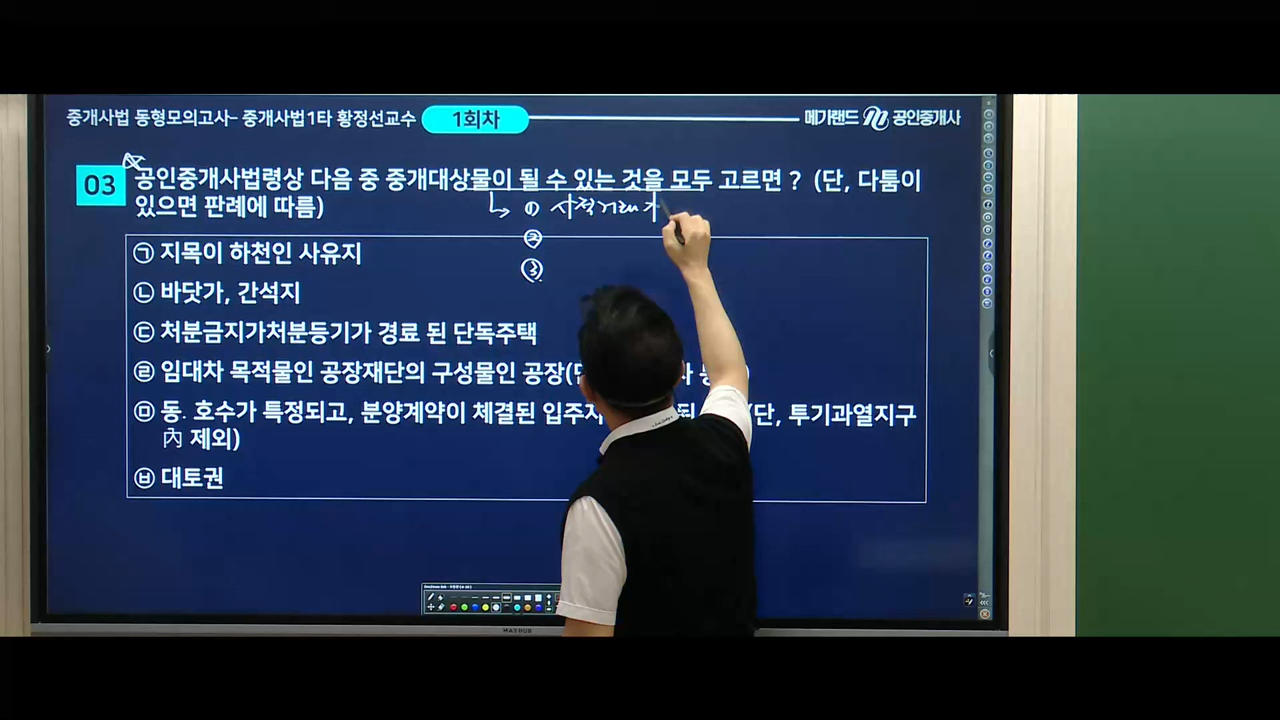 중개사법 동형모의고사- 중개사법1타 황정선교수 1회차 메가랜드 공인중개사
03 공인중개사법령상 다음 중 중개대상물이 될 수 있는 것을 모두 고르면 ? (단, 다툼이
있으면 판례에 따름)
① 사적거래가
②
③
㉠ 지목이 하천인 사유지
㉡ 바닷가, 간석지
㉢ 처분금지가처분등기가 경료 된 단독주택
㉣ 임대차 목적물인 공장재단의 구성물인 공장(
㉤ 동. 호수가 특정되고, 분양계약이 체결된 입주자 (단, 투기과열지구
內 제외)
㉥ 대토권
MAXHUB